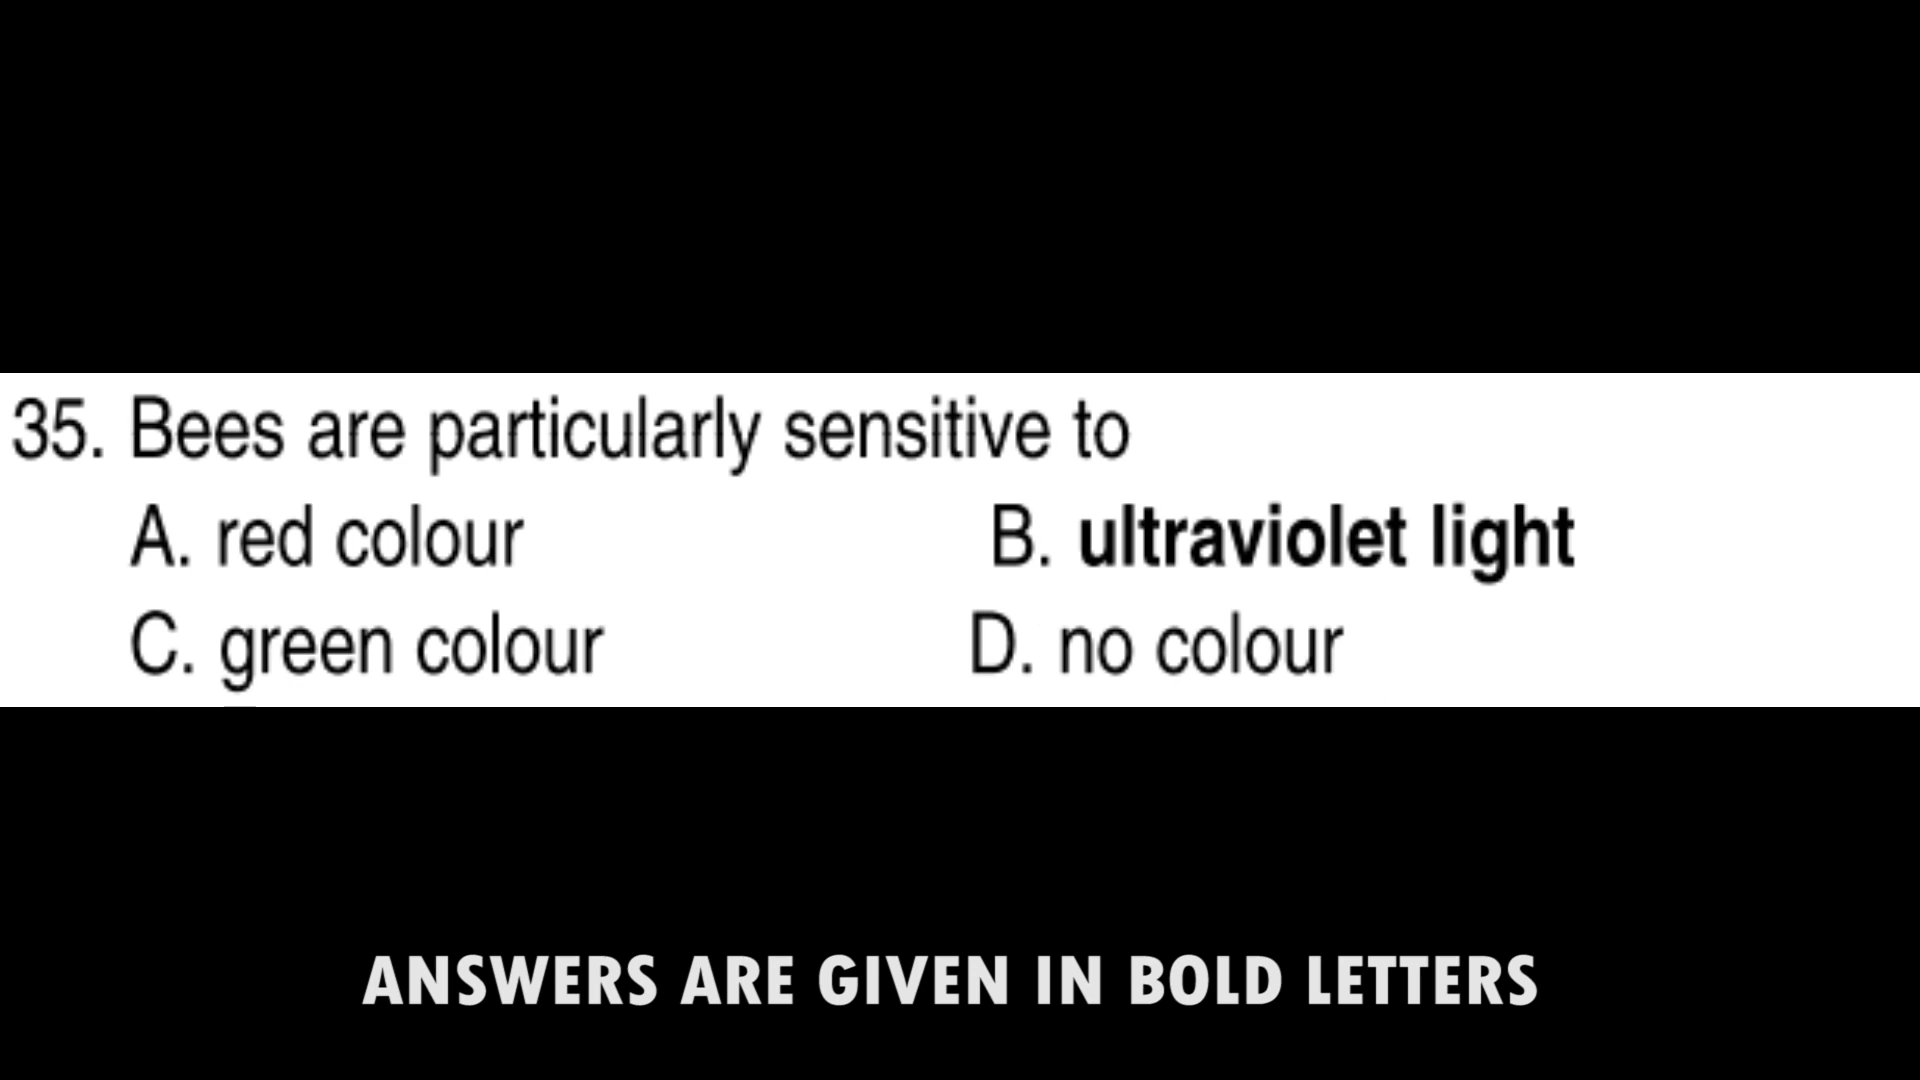 35. Bees are particularly sensitive to
A. red colour B. ultraviolet light
C. green colour D. no colour
ANSWERS ARE GIVEN IN BOLD LETTERS